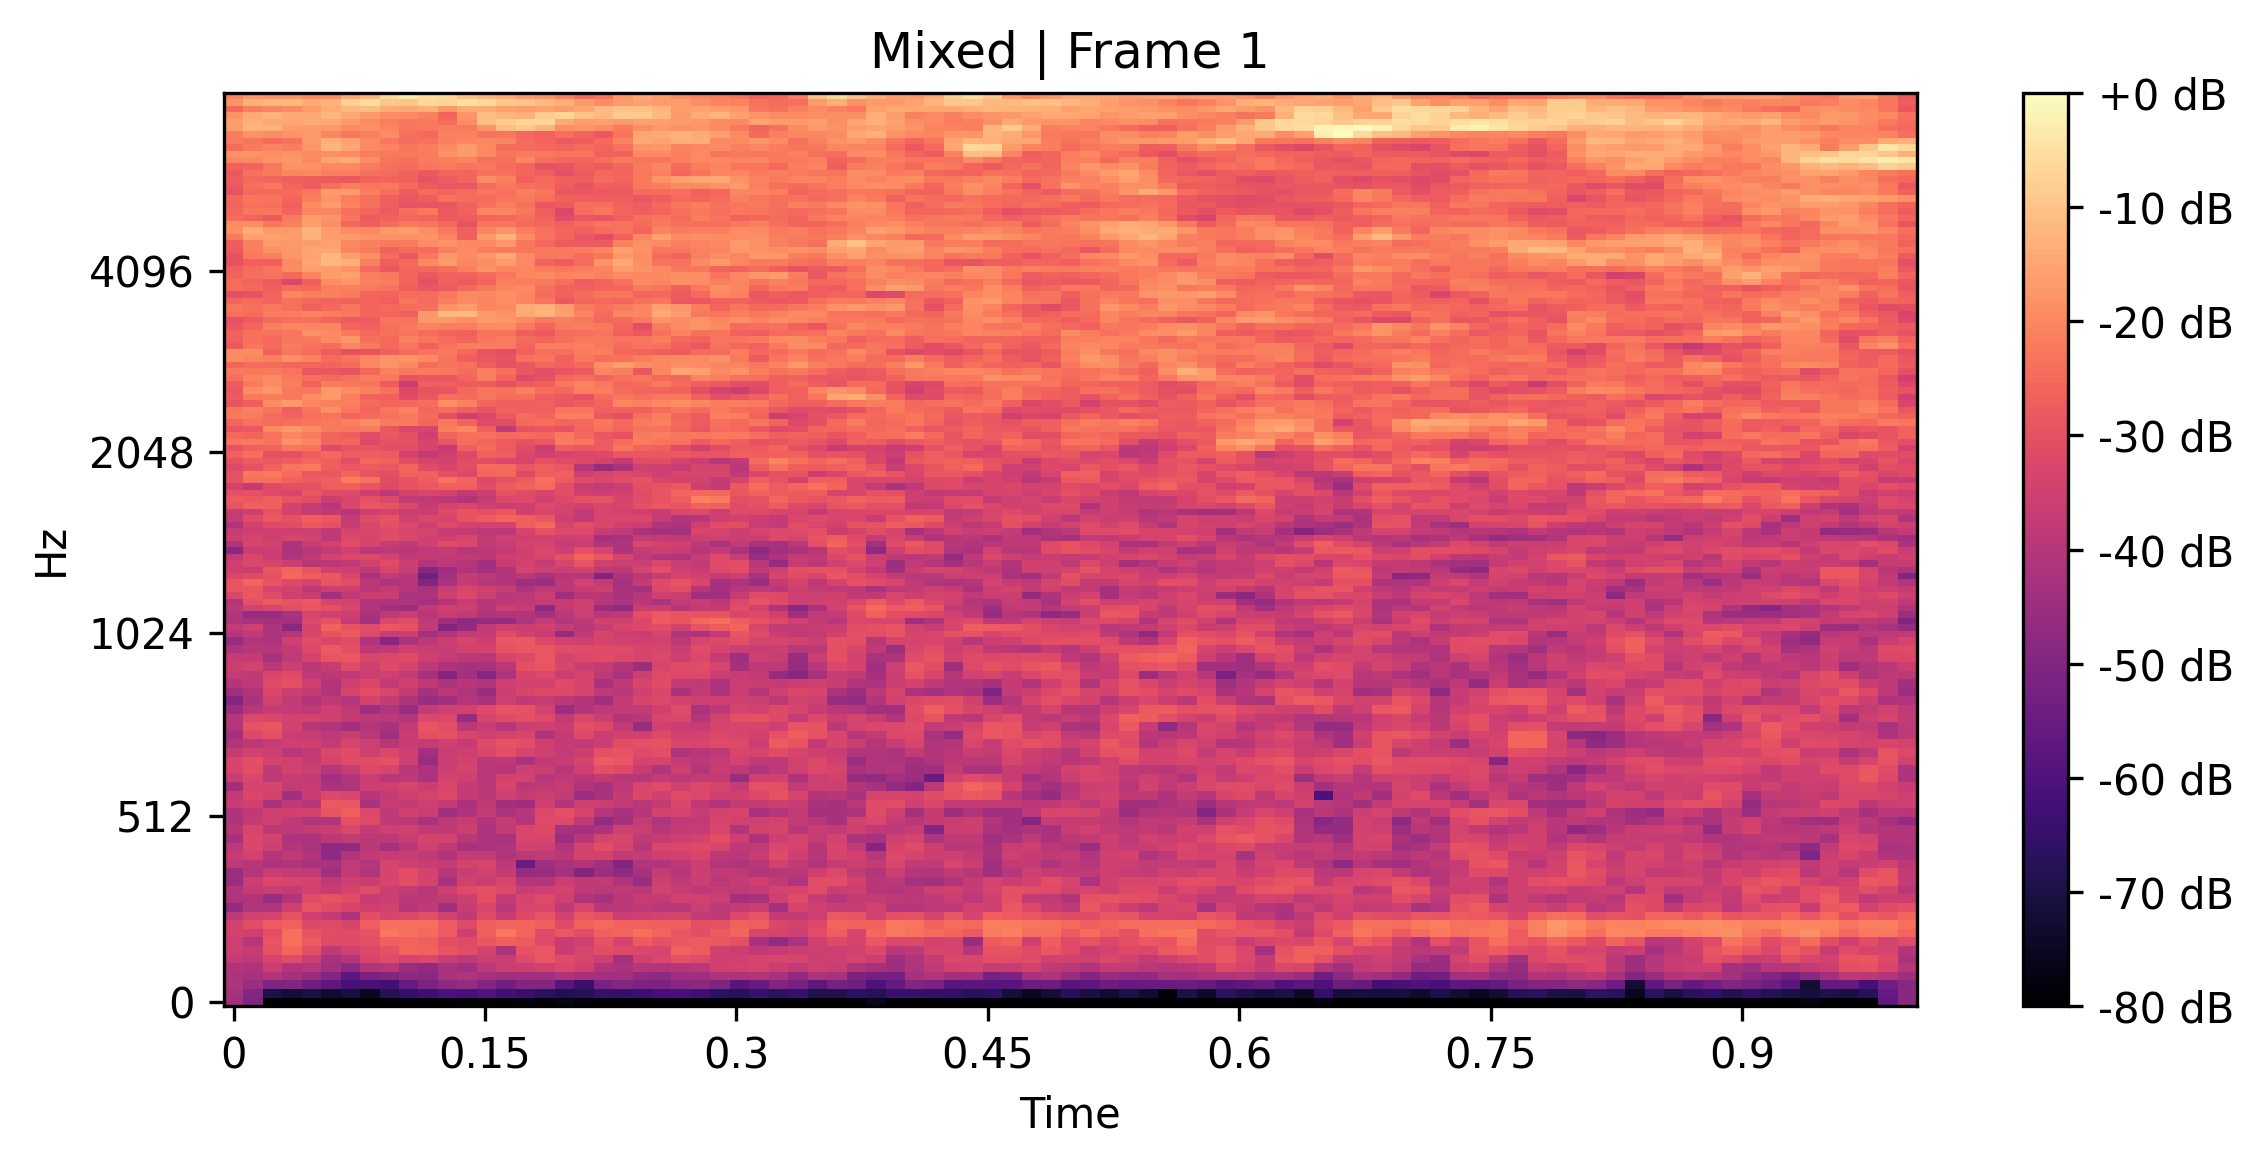 Mixed | Frame 1
Hz
4096
2048
1024
512
0
0 0.15 0.3 0.45 0.6 0.75 0.9
Time
+0 dB
-10 dB
-20 dB
-30 dB
-40 dB
-50 dB
-60 dB
-70 dB
-80 dB